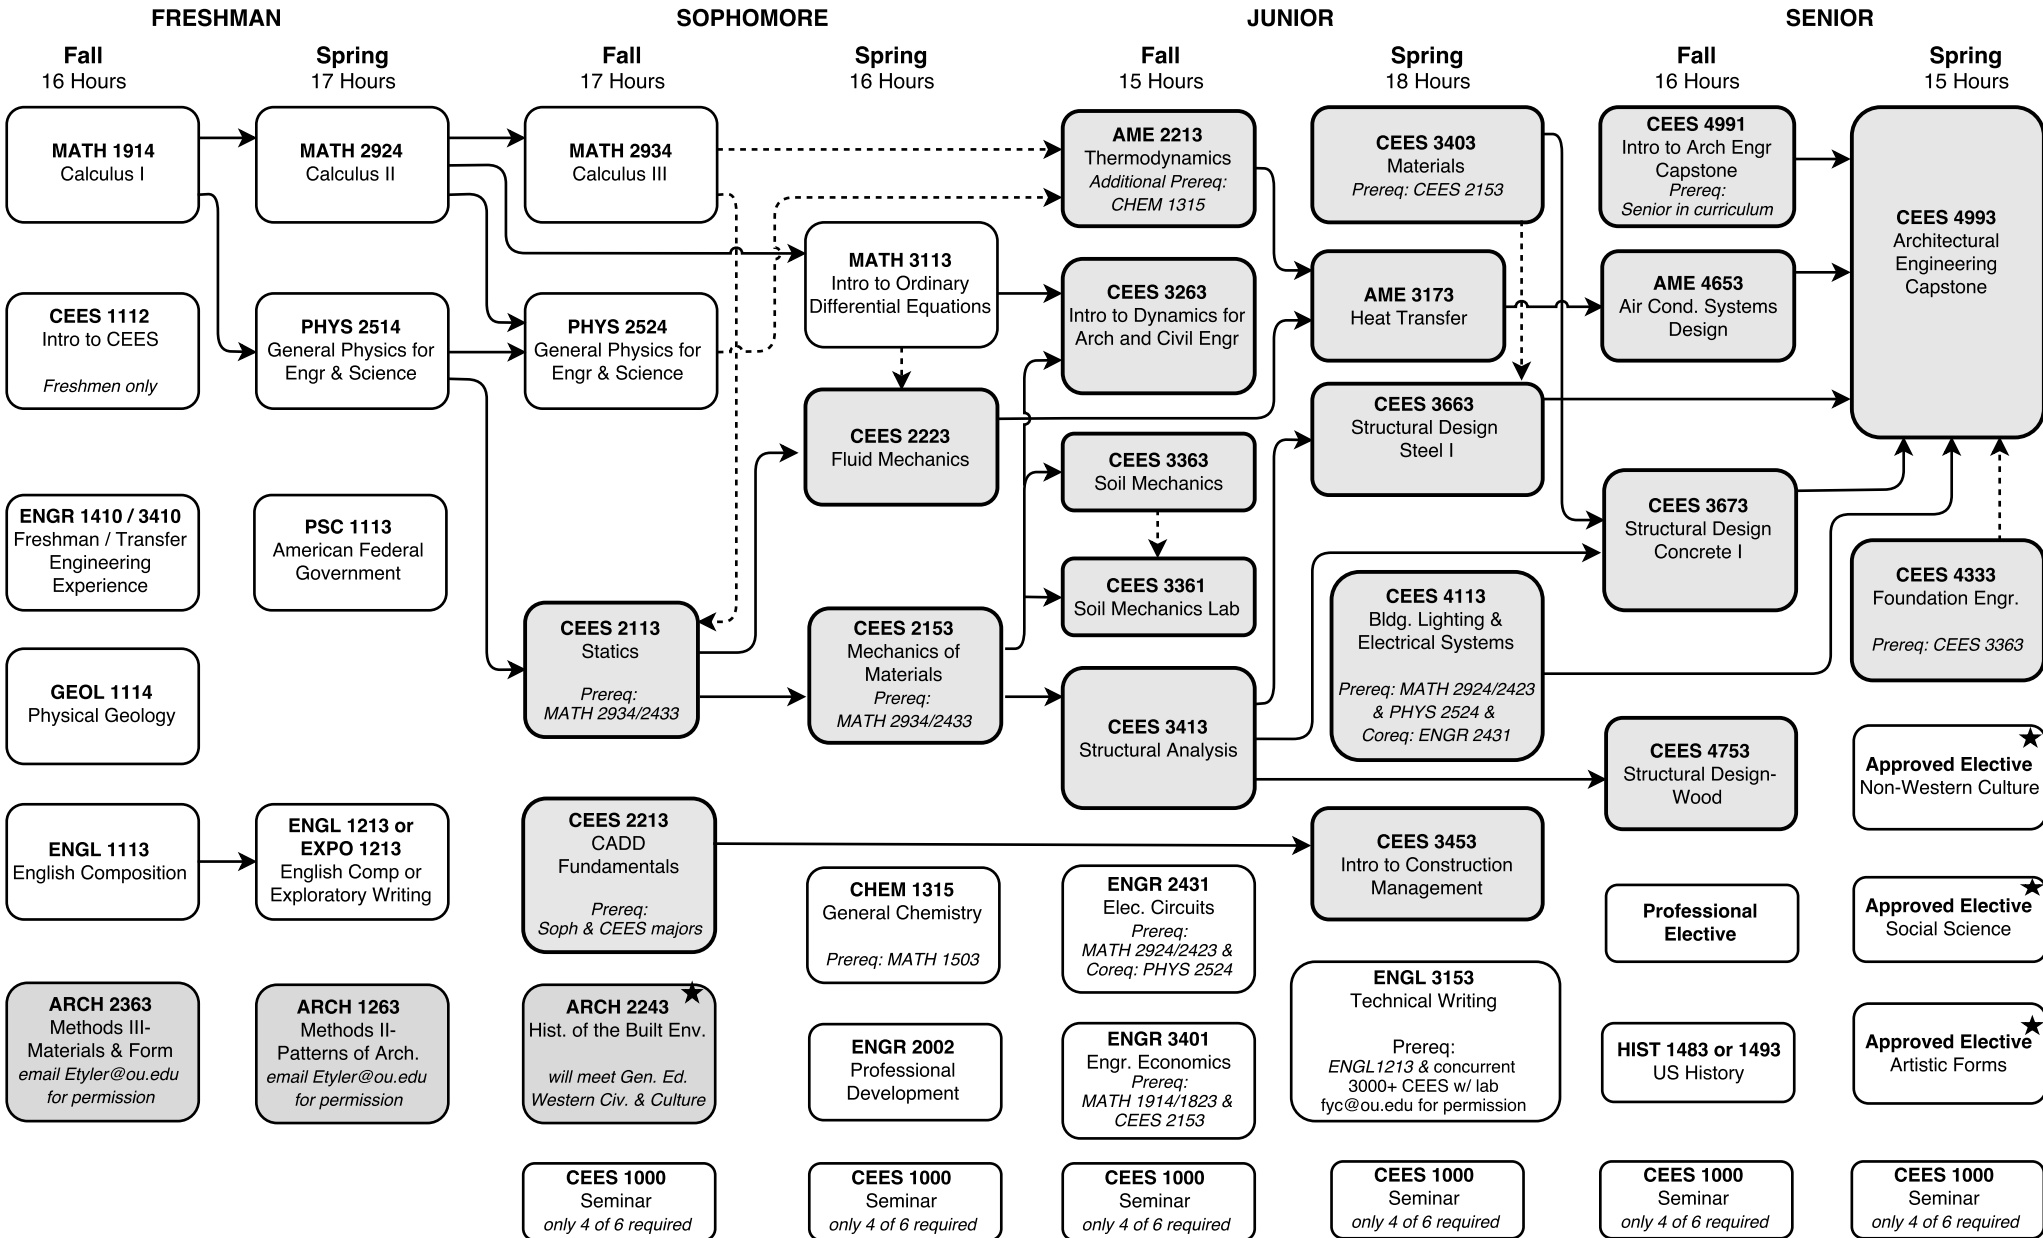 FRESHMAN
SOPHOMORE
JUNIOR
SENIOR
Fall
16 Hours
Spring
17 Hours
Fall
17 Hours
Spring
16 Hours
Fall
15 Hours
Spring
18 Hours
Fall
16 Hours
Spring
15 Hours
MATH 1914
Calculus I
CEES 1112
Intro to CEES
Freshmen only
ENGR 1410 / 3410
Freshman / Transfer
Engineering
Experience
GEOL 1114
Physical Geology
ENGL 1113
English Composition
ARCH 2363
Methods III-
Materials & Form
email Etyler@ou.edu
for permission
MATH 2924
Calculus II
PHYS 2514
General Physics for
Engr & Science
PSC 1113
American Federal
Government
ENGL 1213 or
EXPO 1213
English Comp or
Exploratory Writing
ARCH 1263
Methods II-
Patterns of Arch.
email Etyler@ou.edu
for permission
MATH 2934
Calculus III
PHYS 2524
General Physics for
Engr & Science
CEES 2113
Statics
Prereq:
MATH 2934/2433
CEES 2213
CADD
Fundamentals
Prereq:
Soph & CEES majors
ARCH 2243
Hist. of the Built Env.
will meet Gen. Ed.
Western Civ. & Culture
CEES 1000
Seminar
only 4 of 6 required
MATH 3113
Intro to Ordinary
Differential Equations
CEES 2223
Fluid Mechanics
CEES 2153
Mechanics of
Materials
Prereq:
MATH 2934/2433
CHEM 1315
General Chemistry
Prereq: MATH 1503
ENGR 2002
Professional
Development
CEES 1000
Seminar
only 4 of 6 required
AME 2213
Thermodynamics
Additional Prereq:
CHEM 1315
CEES 3263
Intro to Dynamics for
Arch and Civil Engr
CEES 3363
Soil Mechanics
CEES 3361
Soil Mechanics Lab
CEES 3413
Structural Analysis
ENGR 2431
Elec. Circuits
Prereq:
MATH 2924/2423 &
Coreq: PHYS 2524
ENGR 3401
Engr. Economics
Prereq:
MATH 1914/1823 &
CEES 2153
CEES 1000
Seminar
only 4 of 6 required
CEES 3403
Materials
Prereq: CEES 2153
AME 3173
Heat Transfer
CEES 3663
Structural Design
Steel I
CEES 4113
Bldg. Lighting &
Electrical Systems
Prereq: MATH 2924/2423
& PHYS 2524 &
Coreq: ENGR 2431
CEES 3453
Intro to Construction
Management
ENGL 3153
Technical Writing
Prereq:
ENGL1213 & concurrent
3000+ CEES w/ lab
fyc@ou.edu for permission
CEES 1000
Seminar
only 4 of 6 required
CEES 4991
Intro to Arch Engr
Capstone
Prereq:
Senior in curriculum
AME 4653
Air Cond. Systems
Design
CEES 3673
Structural Design
Concrete I
CEES 4753
Structural Design-
Wood
Professional
Elective
HIST 1483 or 1493
US History
CEES 1000
Seminar
only 4 of 6 required
CEES 4993
Architectural
Engineering
Capstone
CEES 4333
Foundation Engr.
Prereq: CEES 3363
Approved Elective
Non-Western Culture
Approved Elective
Social Science
Approved Elective
Artistic Forms
CEES 1000
Seminar
only 4 of 6 required